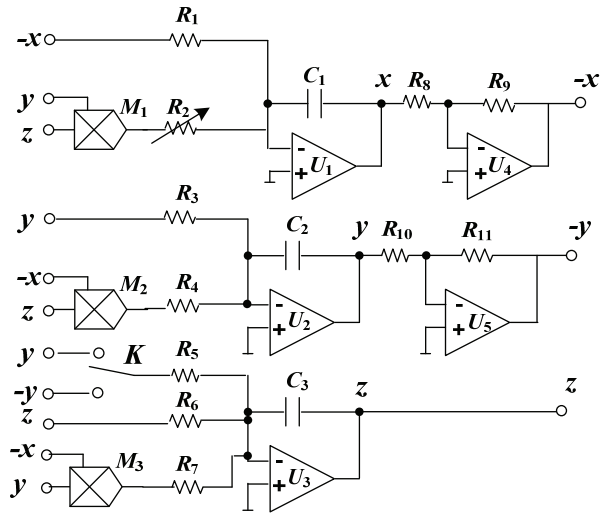 -x R1
C1 x R8 R9 -x
y M1 R2
z
- + U1
- + U4
y R3
C2 y R10 R11 -y
-x M2 R4
z
- + U2
- + U5
y K R5
C3 z z
-y
z R6
-x M3 R7
y
- + U3